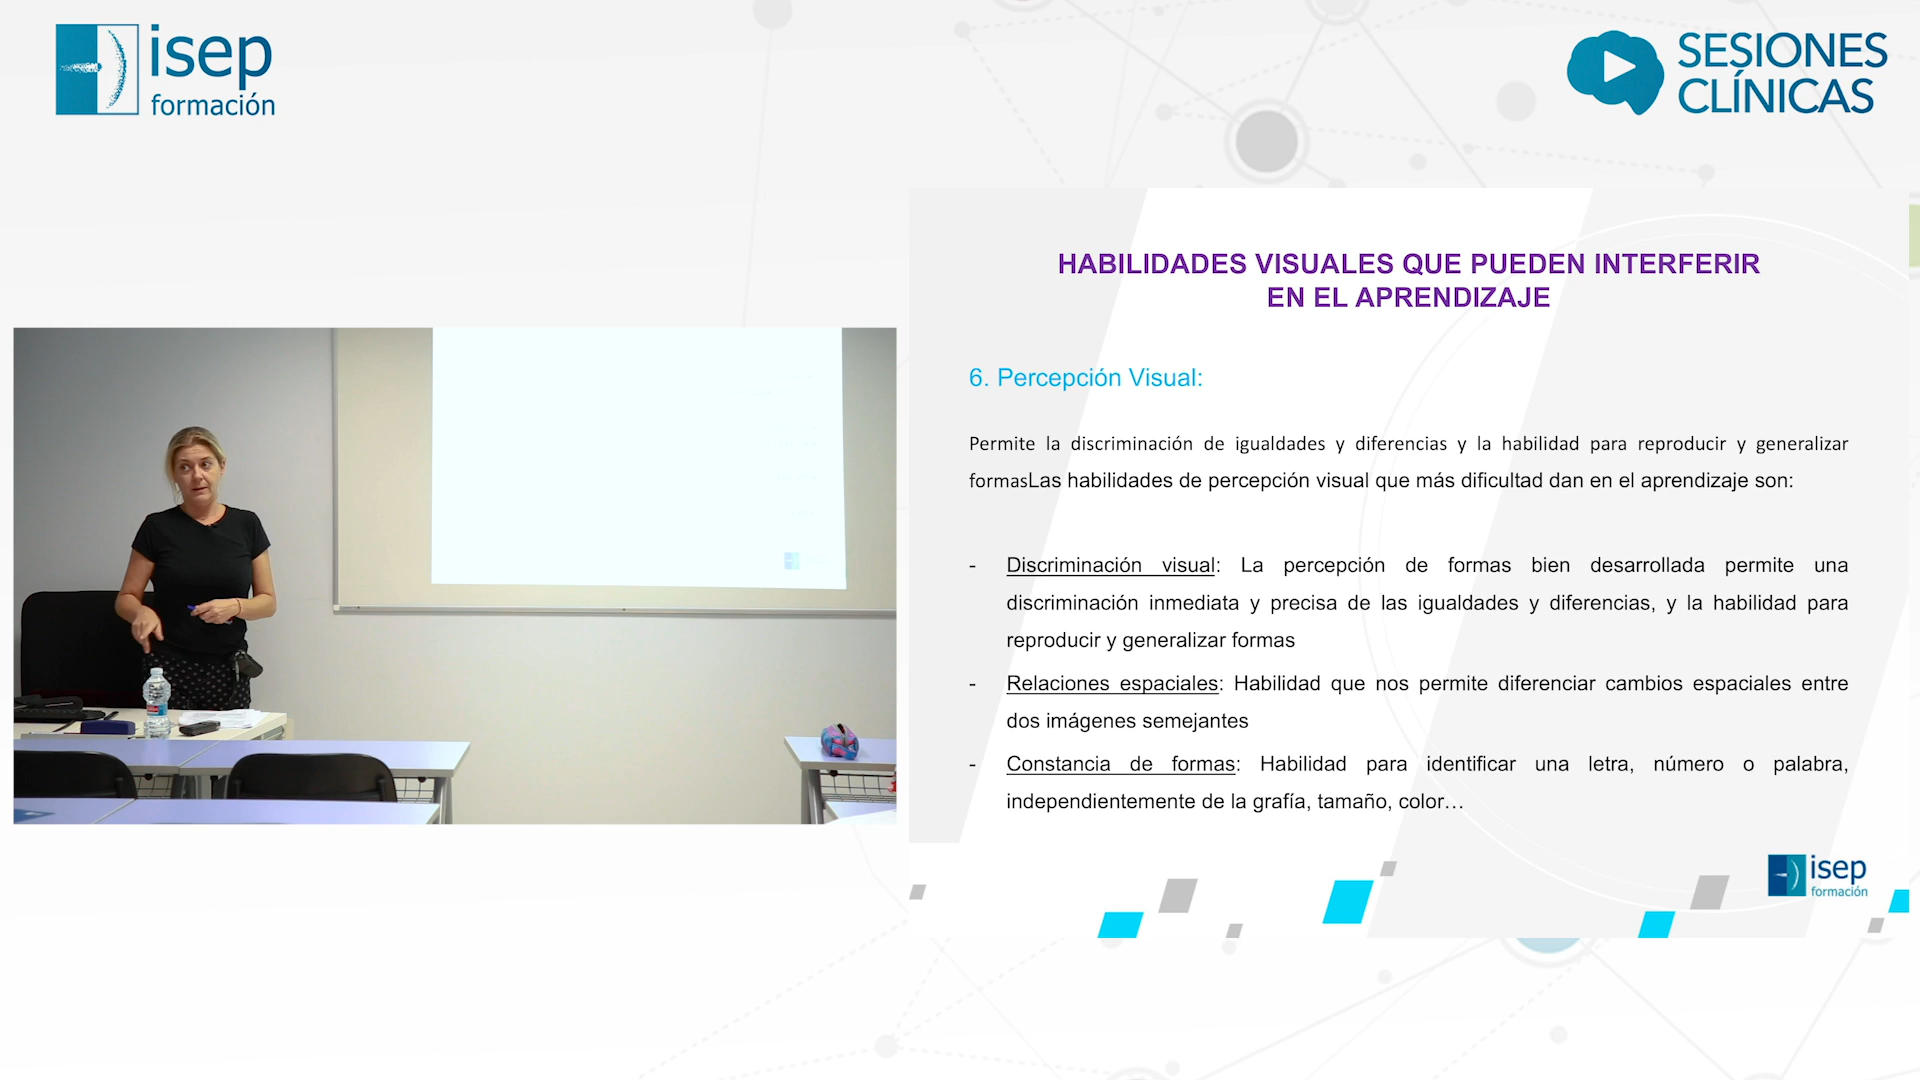 isep
formación
SESIONES
CLÍNICAS
HABILIDADES VISUALES QUE PUEDEN INTERFERIR
EN EL APRENDIZAJE
6. Percepción Visual:
Permite la discriminación de igualdades y diferencias y la habilidad para reproducir y generalizar
formasLas habilidades de percepción visual que más dificultad dan en el aprendizaje son:
- Discriminación visual: La percepción de formas bien desarrollada permite una
discriminación inmediata y precisa de las igualdades y diferencias, y la habilidad para
reproducir y generalizar formas
- Relaciones espaciales: Habilidad que nos permite diferenciar cambios espaciales entre
dos imágenes semejantes
- Constancia de formas: Habilidad para identificar una letra, número o palabra,
independientemente de la grafía, tamaño, color…
isep
formación